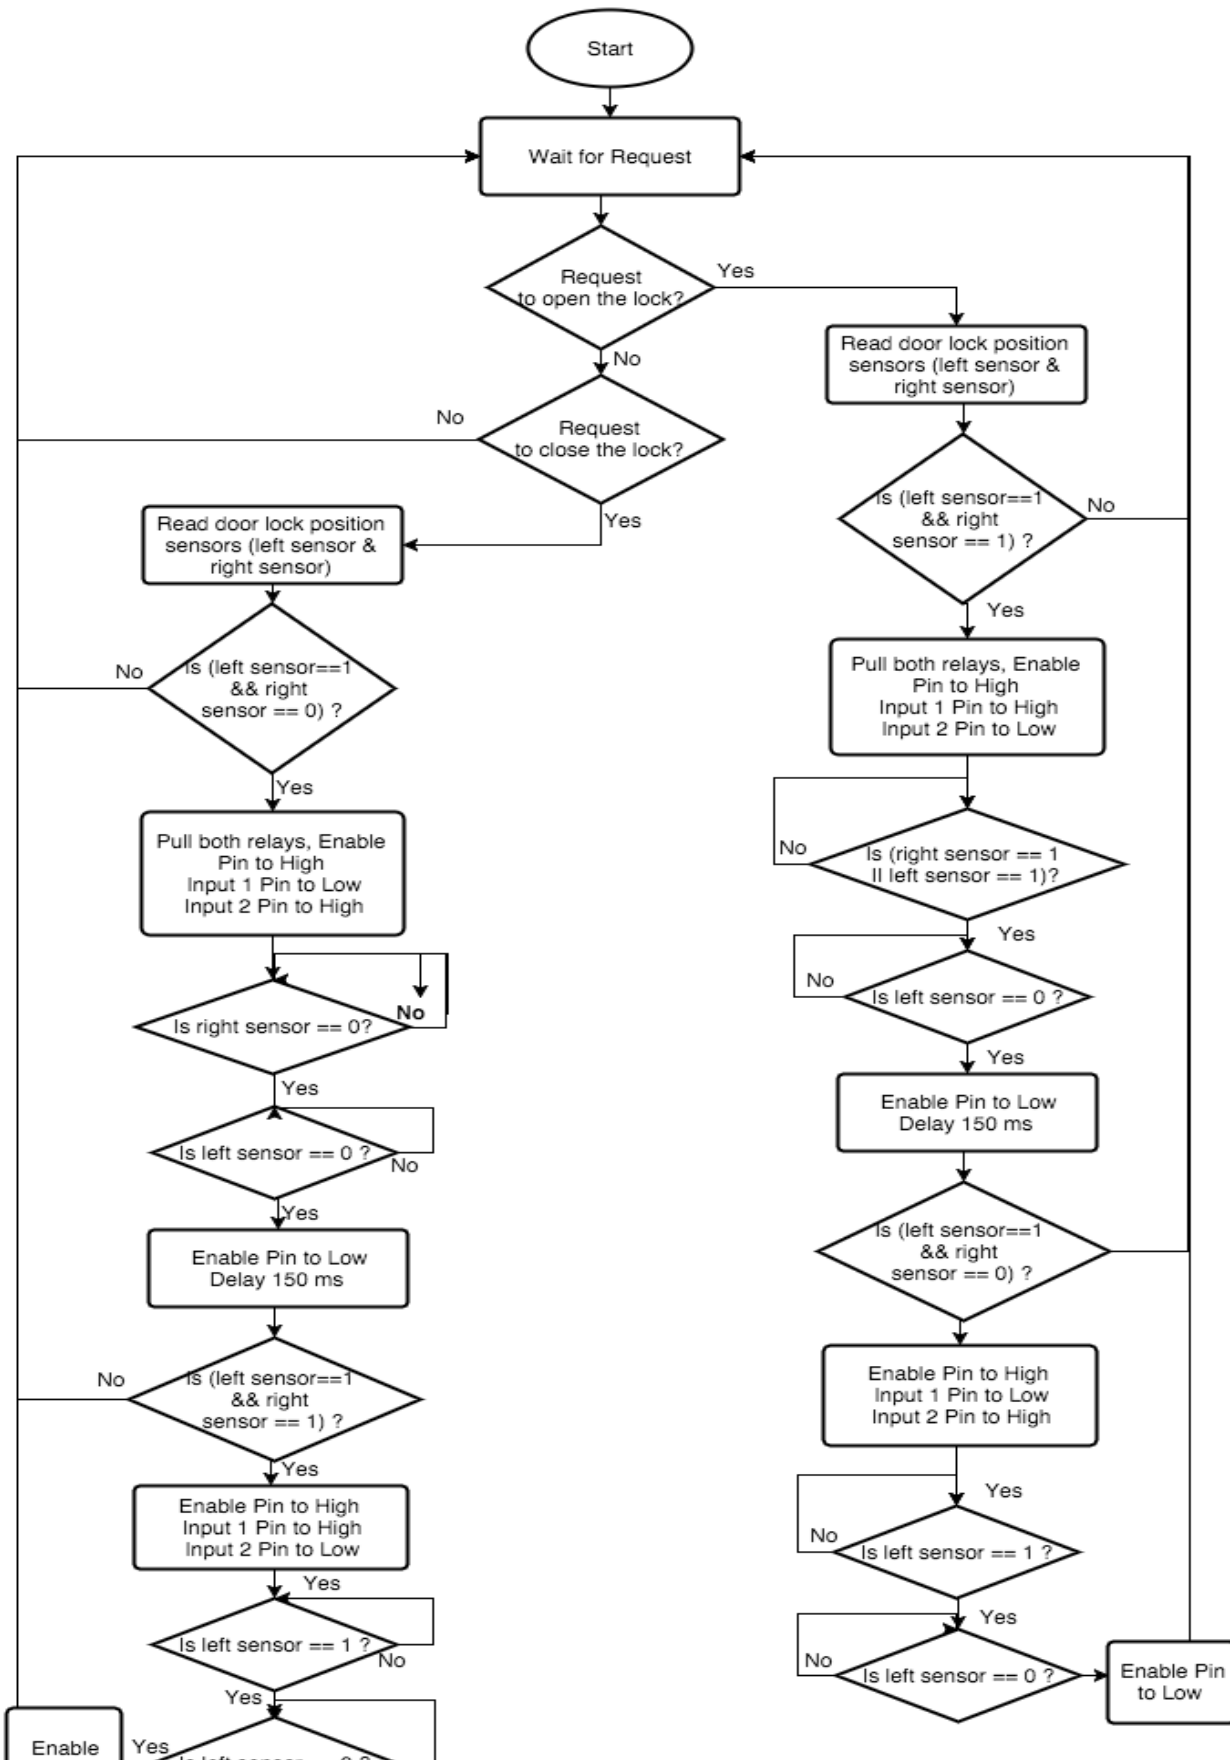 Start
Wait for Request
Request
to open the lock?
Yes
No
Read door lock position
sensors (left sensor &
right sensor)
Request
to close the lock?
No
Yes
Is (left sensor==1
&& right
sensor == 1) ?
No
Yes
Read door lock position
sensors (left sensor &
right sensor)
Is (left sensor==1
&& right
sensor == 0) ?
No
Yes
Pull both relays, Enable
Pin to High
Input 1 Pin to High
Input 2 Pin to Low
Pull both relays, Enable
Pin to High
Input 1 Pin to Low
Input 2 Pin to High
Is (right sensor == 1
II left sensor == 1)?
No
Yes
Is left sensor == 0 ?
No
Yes
Is right sensor == 0?
No
Yes
Is left sensor == 0 ?
No
Yes
Enable Pin to Low
Delay 150 ms
Enable Pin to Low
Delay 150 ms
Is (left sensor==1
&& right
sensor == 0) ?
Is (left sensor==1
&& right
sensor == 1) ?
No
Yes
Enable Pin to High
Input 1 Pin to Low
Input 2 Pin to High
Yes
Enable Pin to High
Input 1 Pin to High
Input 2 Pin to Low
Yes
Is left sensor == 1 ?
No
Yes
Is left sensor == 1 ?
No
Yes
Is left sensor == 0 ?
No
Enable Pin
to Low
Enable
Yes
Is left sensor